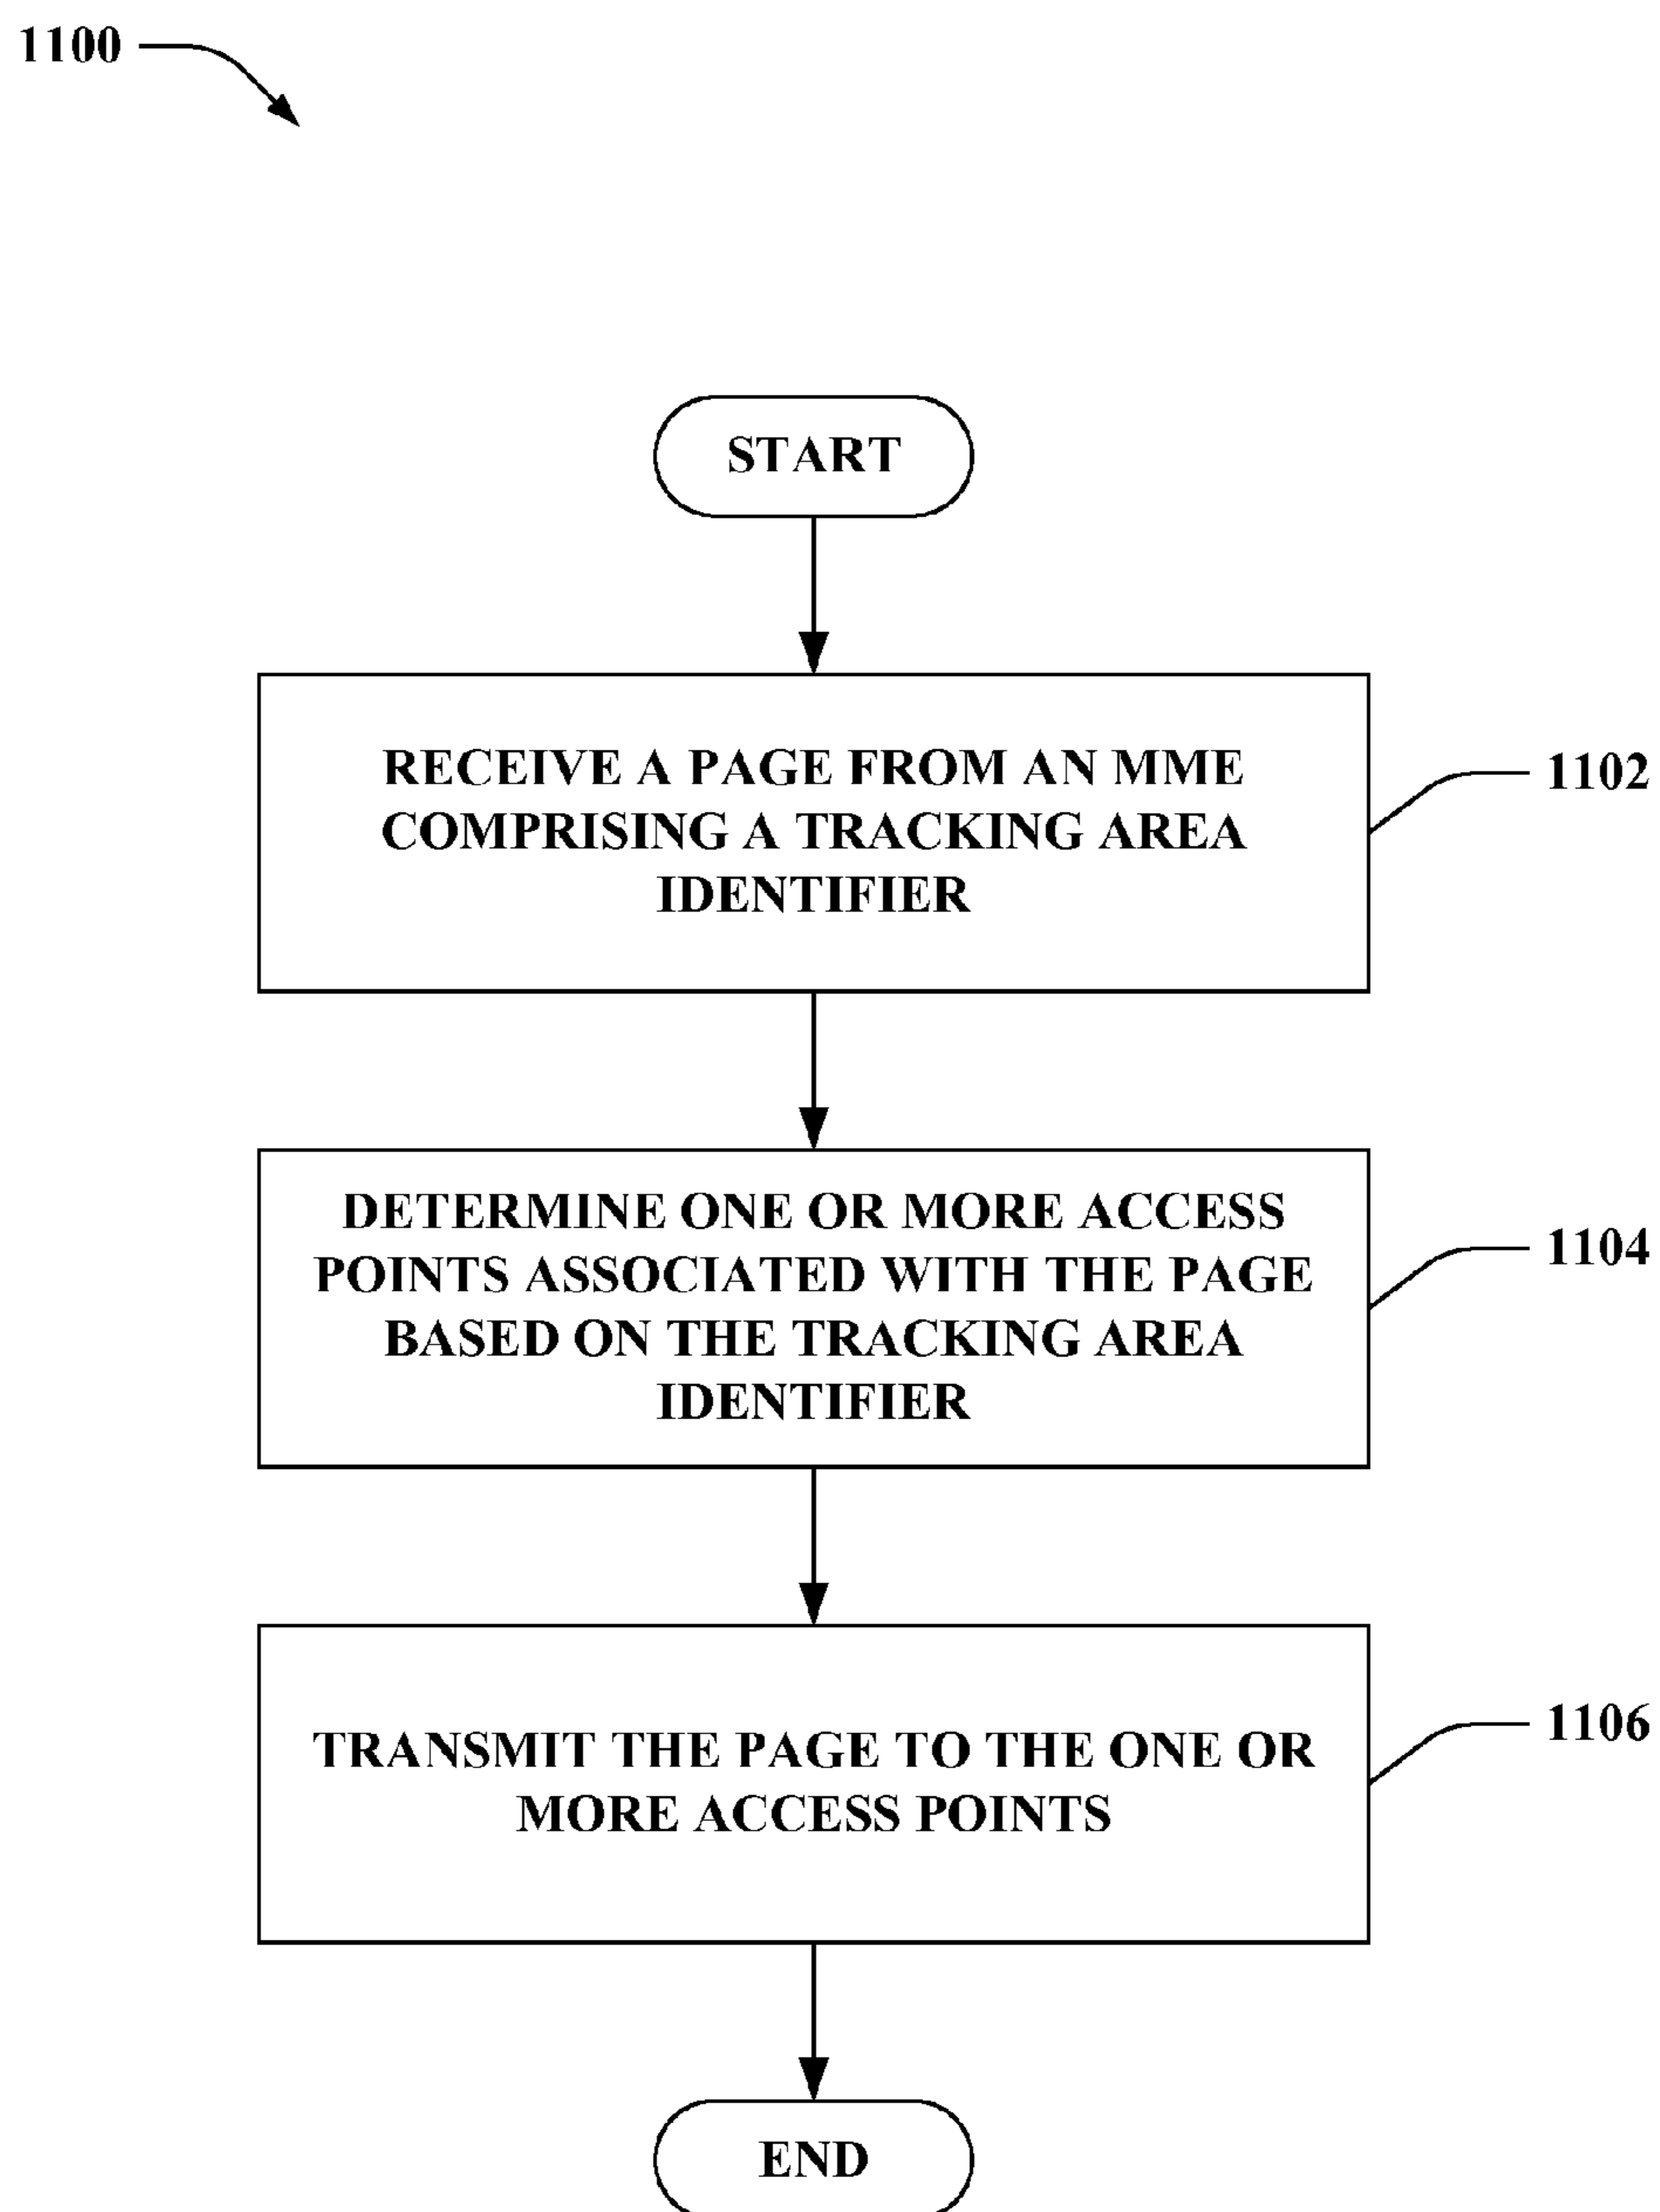 1100
START
RECEIVE A PAGE FROM AN MME
COMPRISING A TRACKING AREA
IDENTIFIER
1102
DETERMINE ONE OR MORE ACCESS
POINTS ASSOCIATED WITH THE PAGE
BASED ON THE TRACKING AREA
IDENTIFIER
1104
TRANSMIT THE PAGE TO THE ONE OR
MORE ACCESS POINTS
1106
END